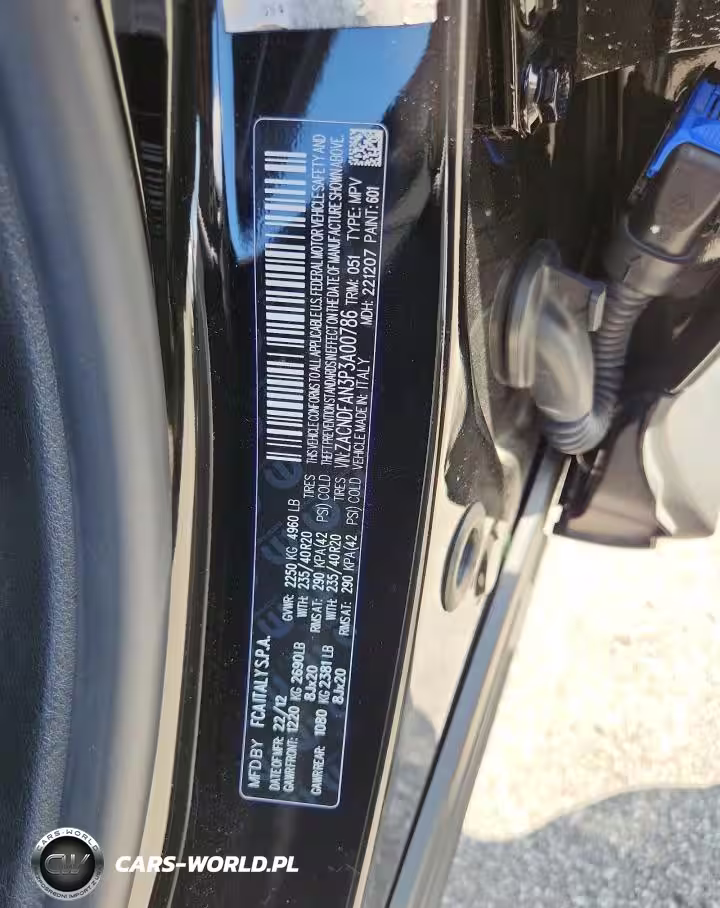 MFD BY FCA ITALY S.P.A.
DATE OF MFR: 22/12 GVWR: 2250 KG 4960 LB
GAWR FRONT: 1220 KG 2690LB WITH: 235/40R20 TIRES
8Jx20 RIMS AT: 290 KPA(42 PSI) COLD
GAWR REAR: 1080 KG 2381 LB WITH: 235/40R20 TIRES
8Jx20 RIMS AT: 290 KPA(42 PSI) COLD
THIS VEHICLE CONFORMS TO ALL APPLICABLE U.S. FEDERAL MOTOR VEHICLE SAFETY AND
THEFT PREVENTION STANDARDS IN EFFECT ON THE DATE OF MANUFACTURE SHOWN ABOVE.
VIN: ZACNDFAN3P3A00786 TRIM: 051 TYPE: MPV
VEHICLE MADE IN: ITALY MDH: 221207 PAINT: 601
CARS-WORLD
CW
CARS-WORLD.PL